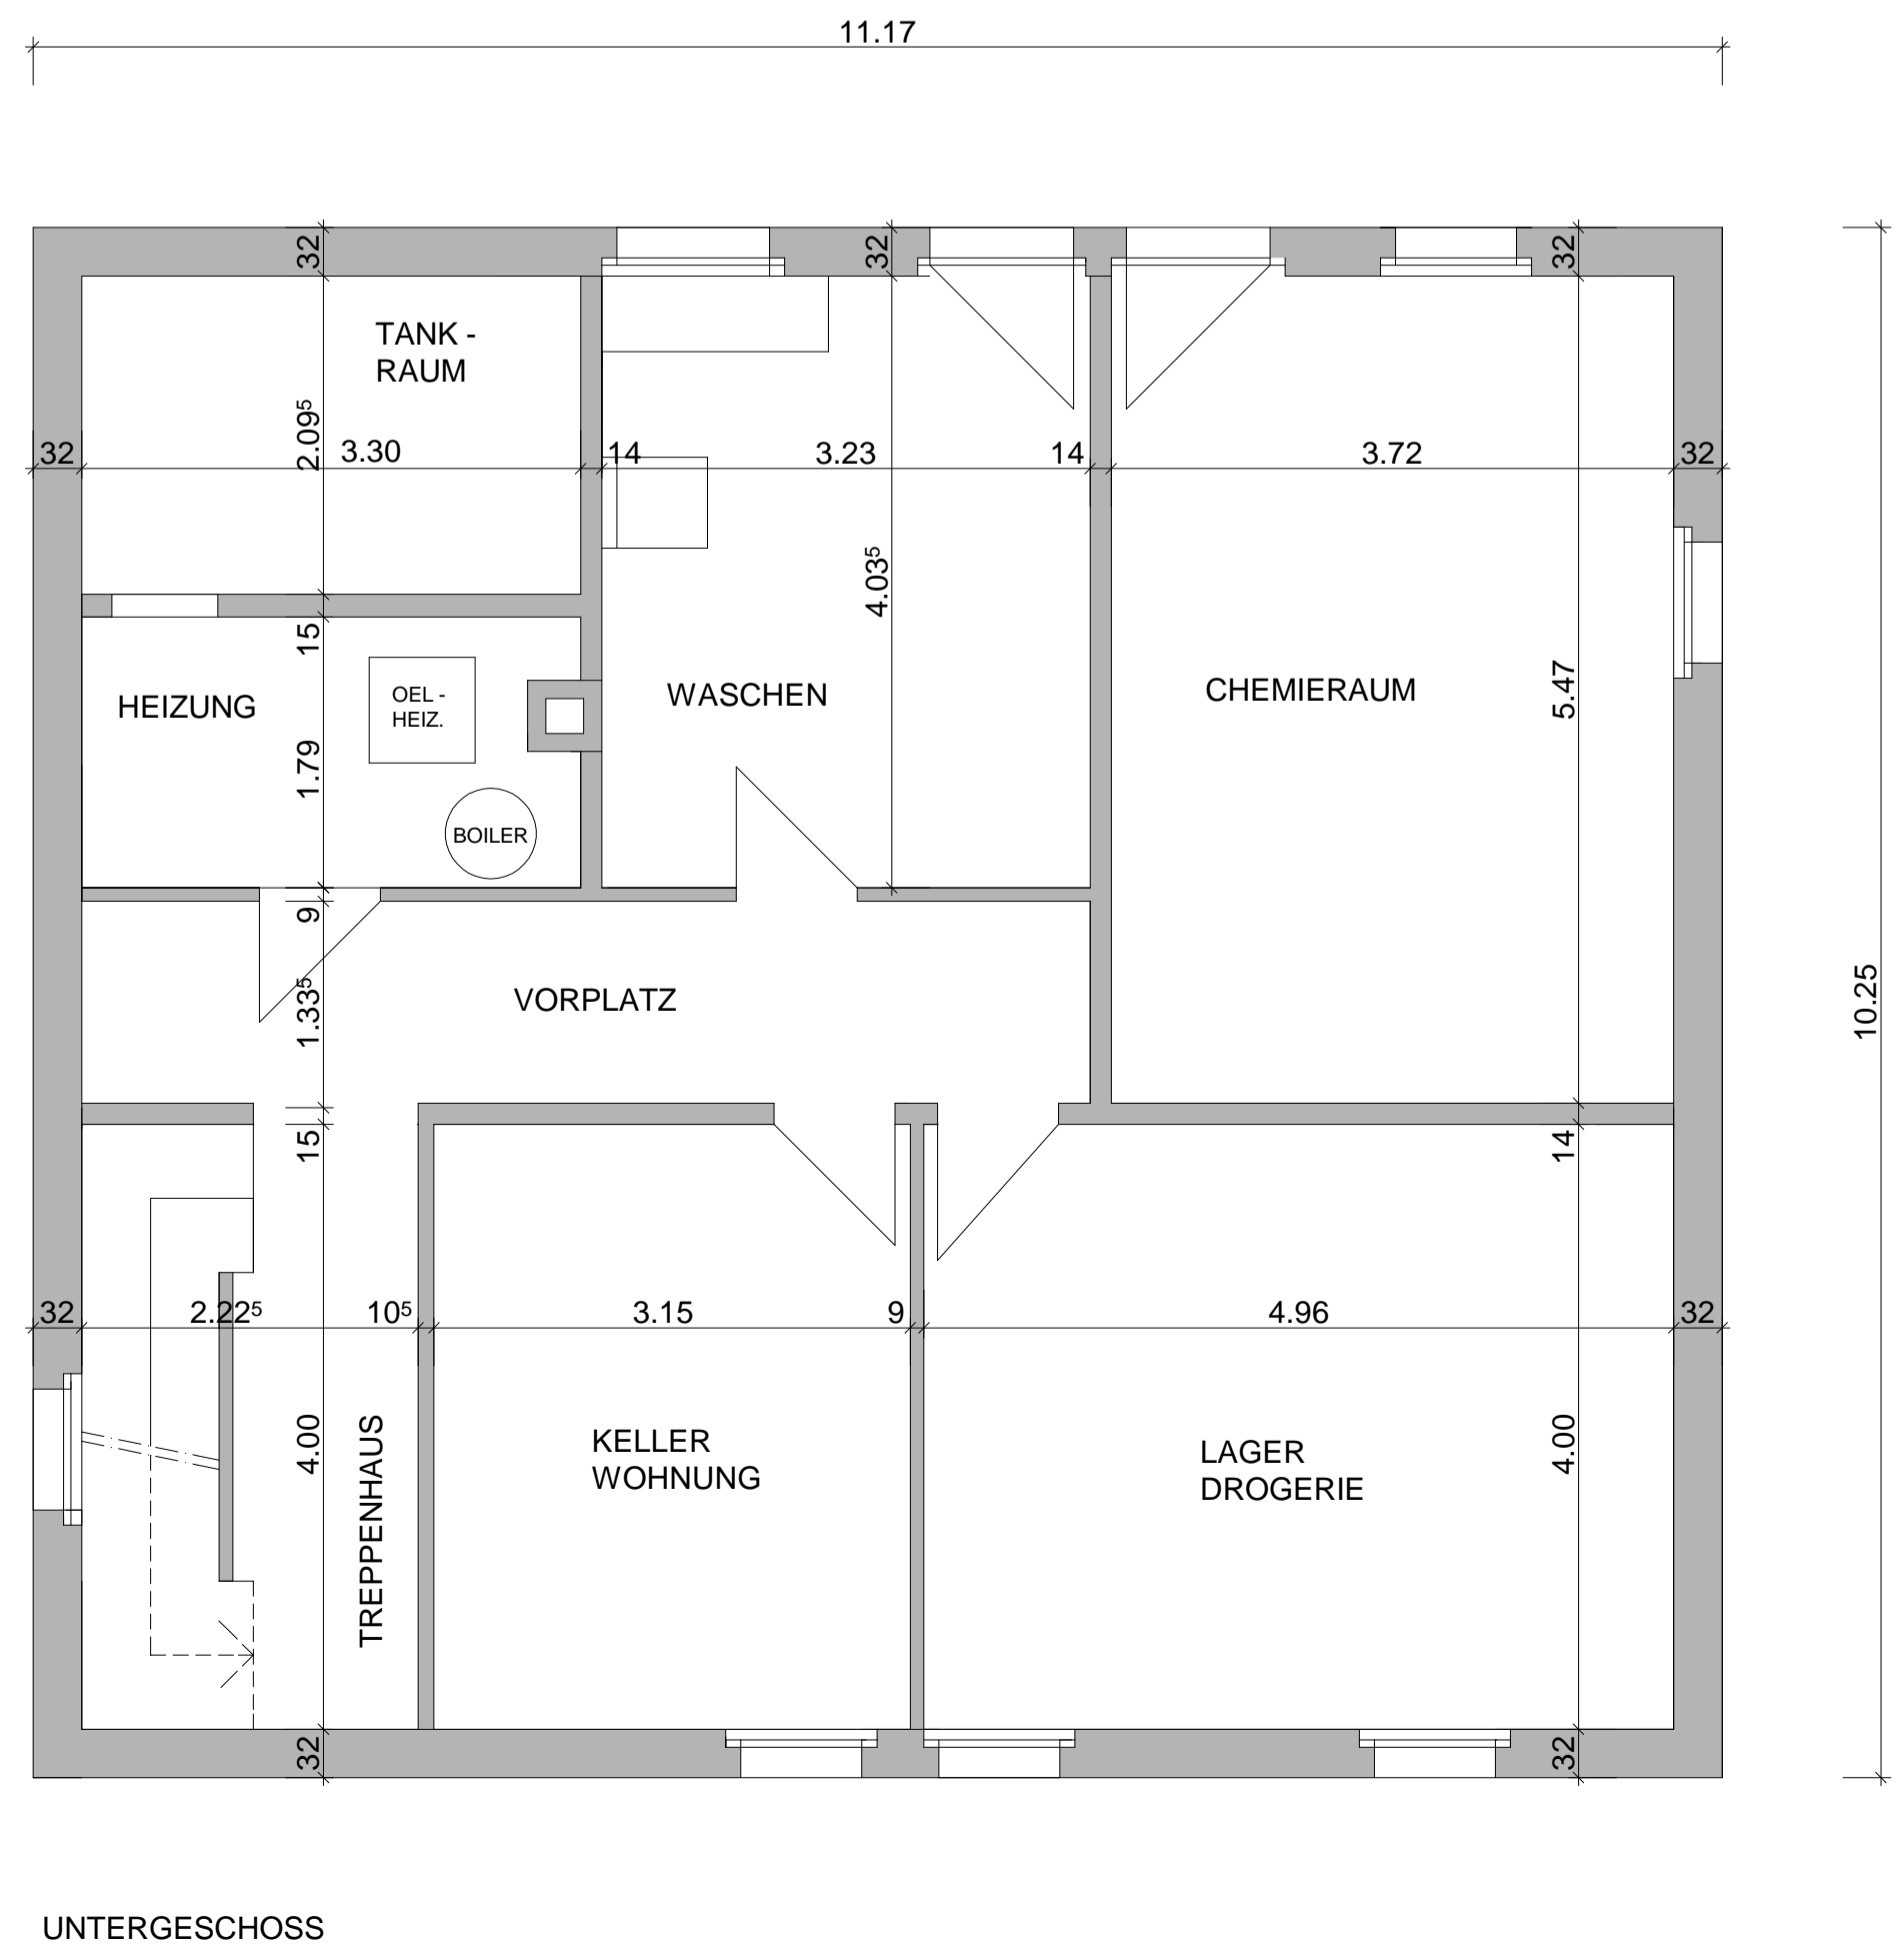 11.17
32
32
32
TANK -
RAUM
2.09⁵
32
3.30
14
3.23
14
3.72
32
4.03⁵
15
HEIZUNG
OEL -
HEIZ.
WASCHEN
CHEMIERAUM
5.47
1.79
BOILER
9
1.33⁵
VORPLATZ
10.25
15
14
32
2.22⁵
10⁵
3.15
9
4.96
32
4.00
TREPPENHAUS
KELLER
WOHNUNG
LAGER
DROGERIE
4.00
32
32
UNTERGESCHOSS